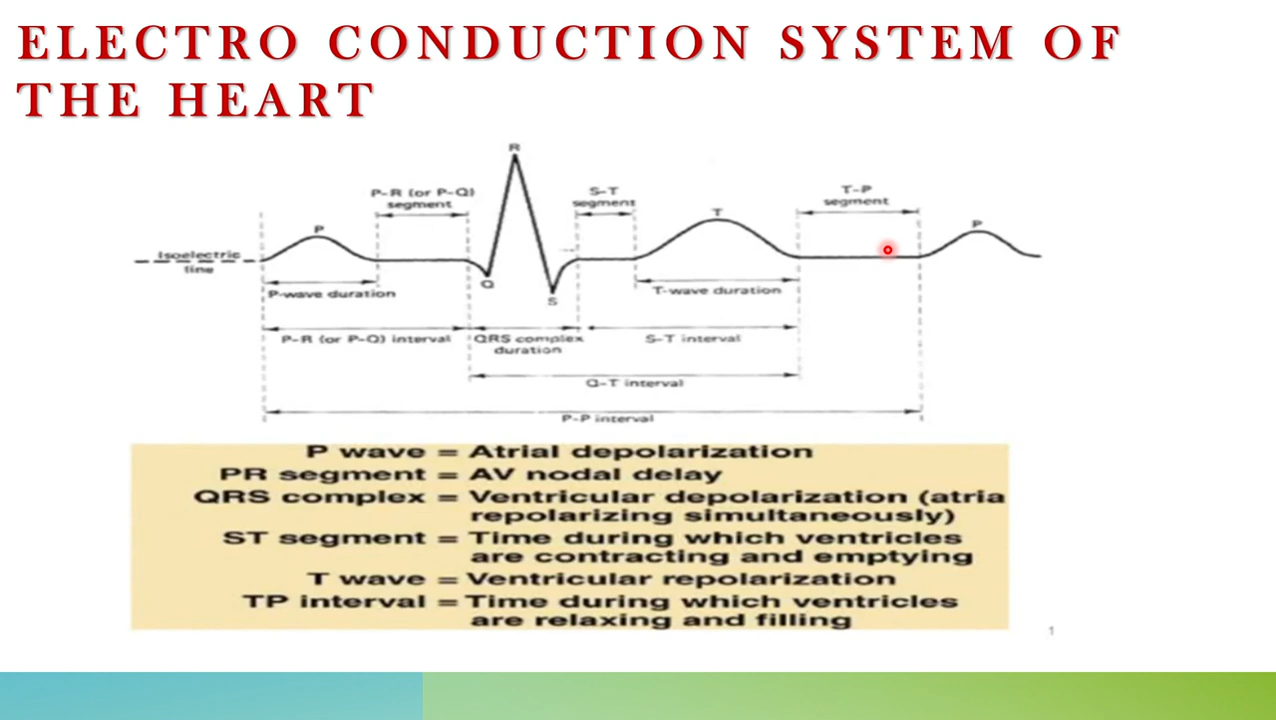 ELECTRO CONDUCTION SYSTEM OF
THE HEART
R
P-R (or P-Q)
segment
S-T
segment
T-P
segment
P
T
P
Isoelectric
line
Q
S
P-wave duration
T-wave duration
P-R (or P-Q) interval
QRS complex
duration
S-T interval
Q-T interval
P-P interval
P wave = Atrial depolarization
PR segment = AV nodal delay
QRS complex = Ventricular depolarization (atria
repolarizing simultaneously)
ST segment = Time during which ventricles
are contracting and emptying
T wave = Ventricular repolarization
TP interval = Time during which ventricles
are relaxing and filling
1